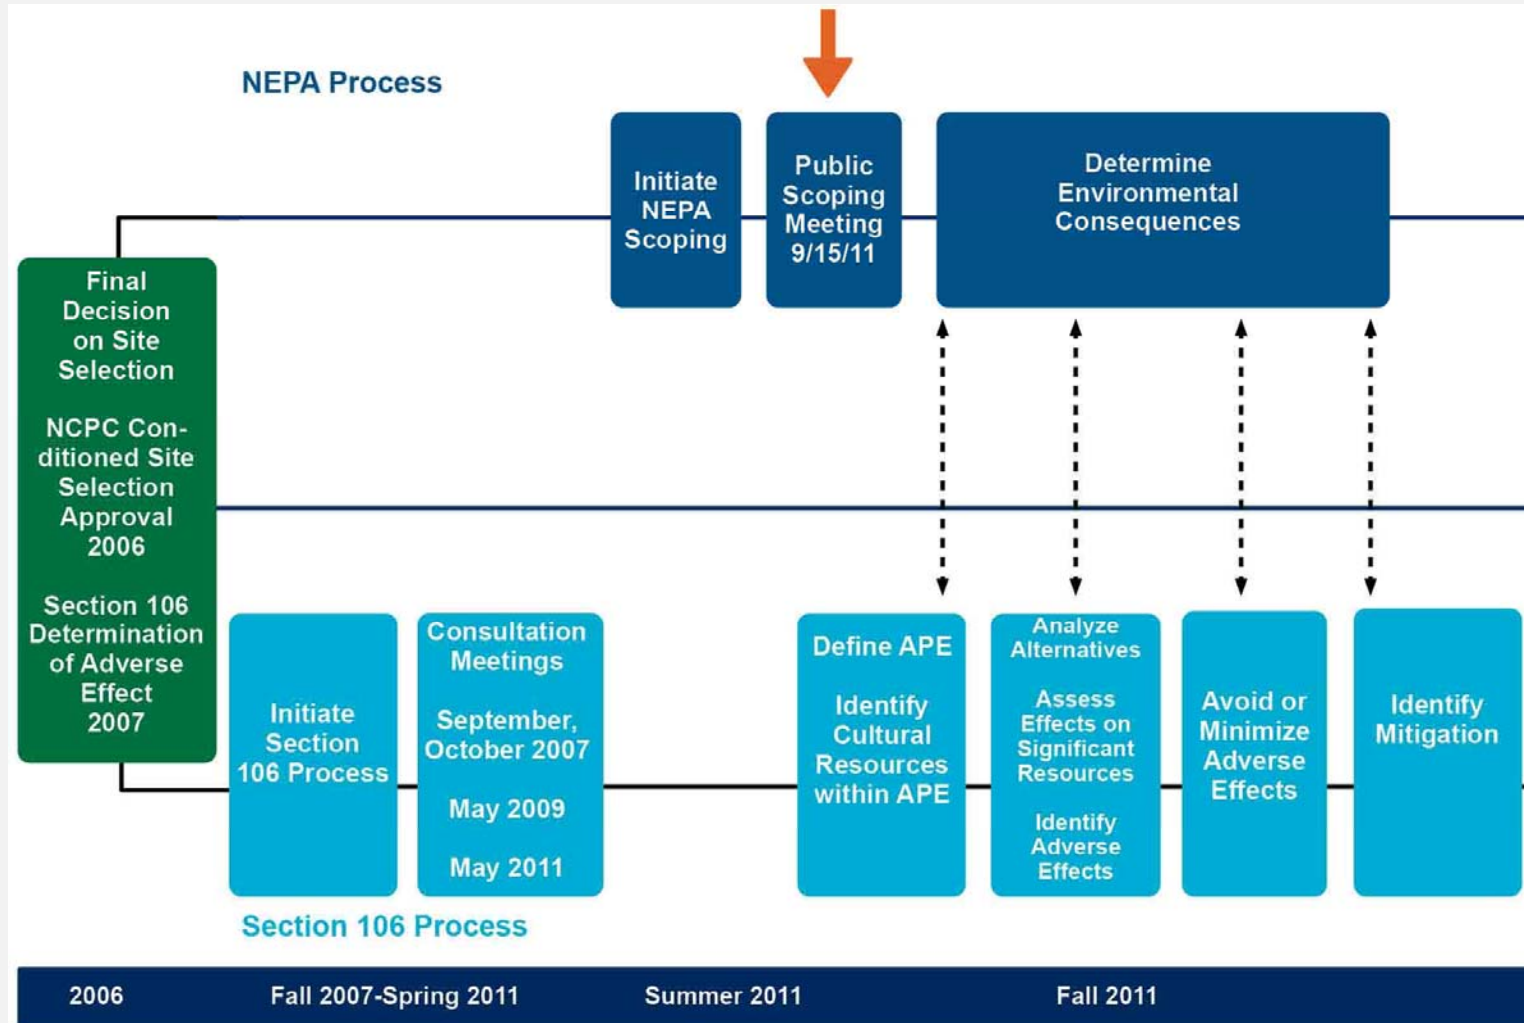 NEPA Process
Initiate
NEPA
Scoping
Public
Scoping
Meeting
9/15/11
Determine
Environmental
Consequences
Final
Decision
on Site
Selection
NCPC Con-
ditioned Site
Selection
Approval
2006
Section 106
Determination
of Adverse
Effect
2007
Initiate
Section
106 Process
Consultation
Meetings
September,
October 2007
May 2009
May 2011
Define APE
Identify
Cultural
Resources
within APE
Analyze
Alternatives
Assess
Effects on
Significant
Resources
Identify
Adverse
Effects
Avoid or
Minimize
Adverse
Effects
Identify
Mitigation
Section 106 Process
2006
Fall 2007-Spring 2011
Summer 2011
Fall 2011